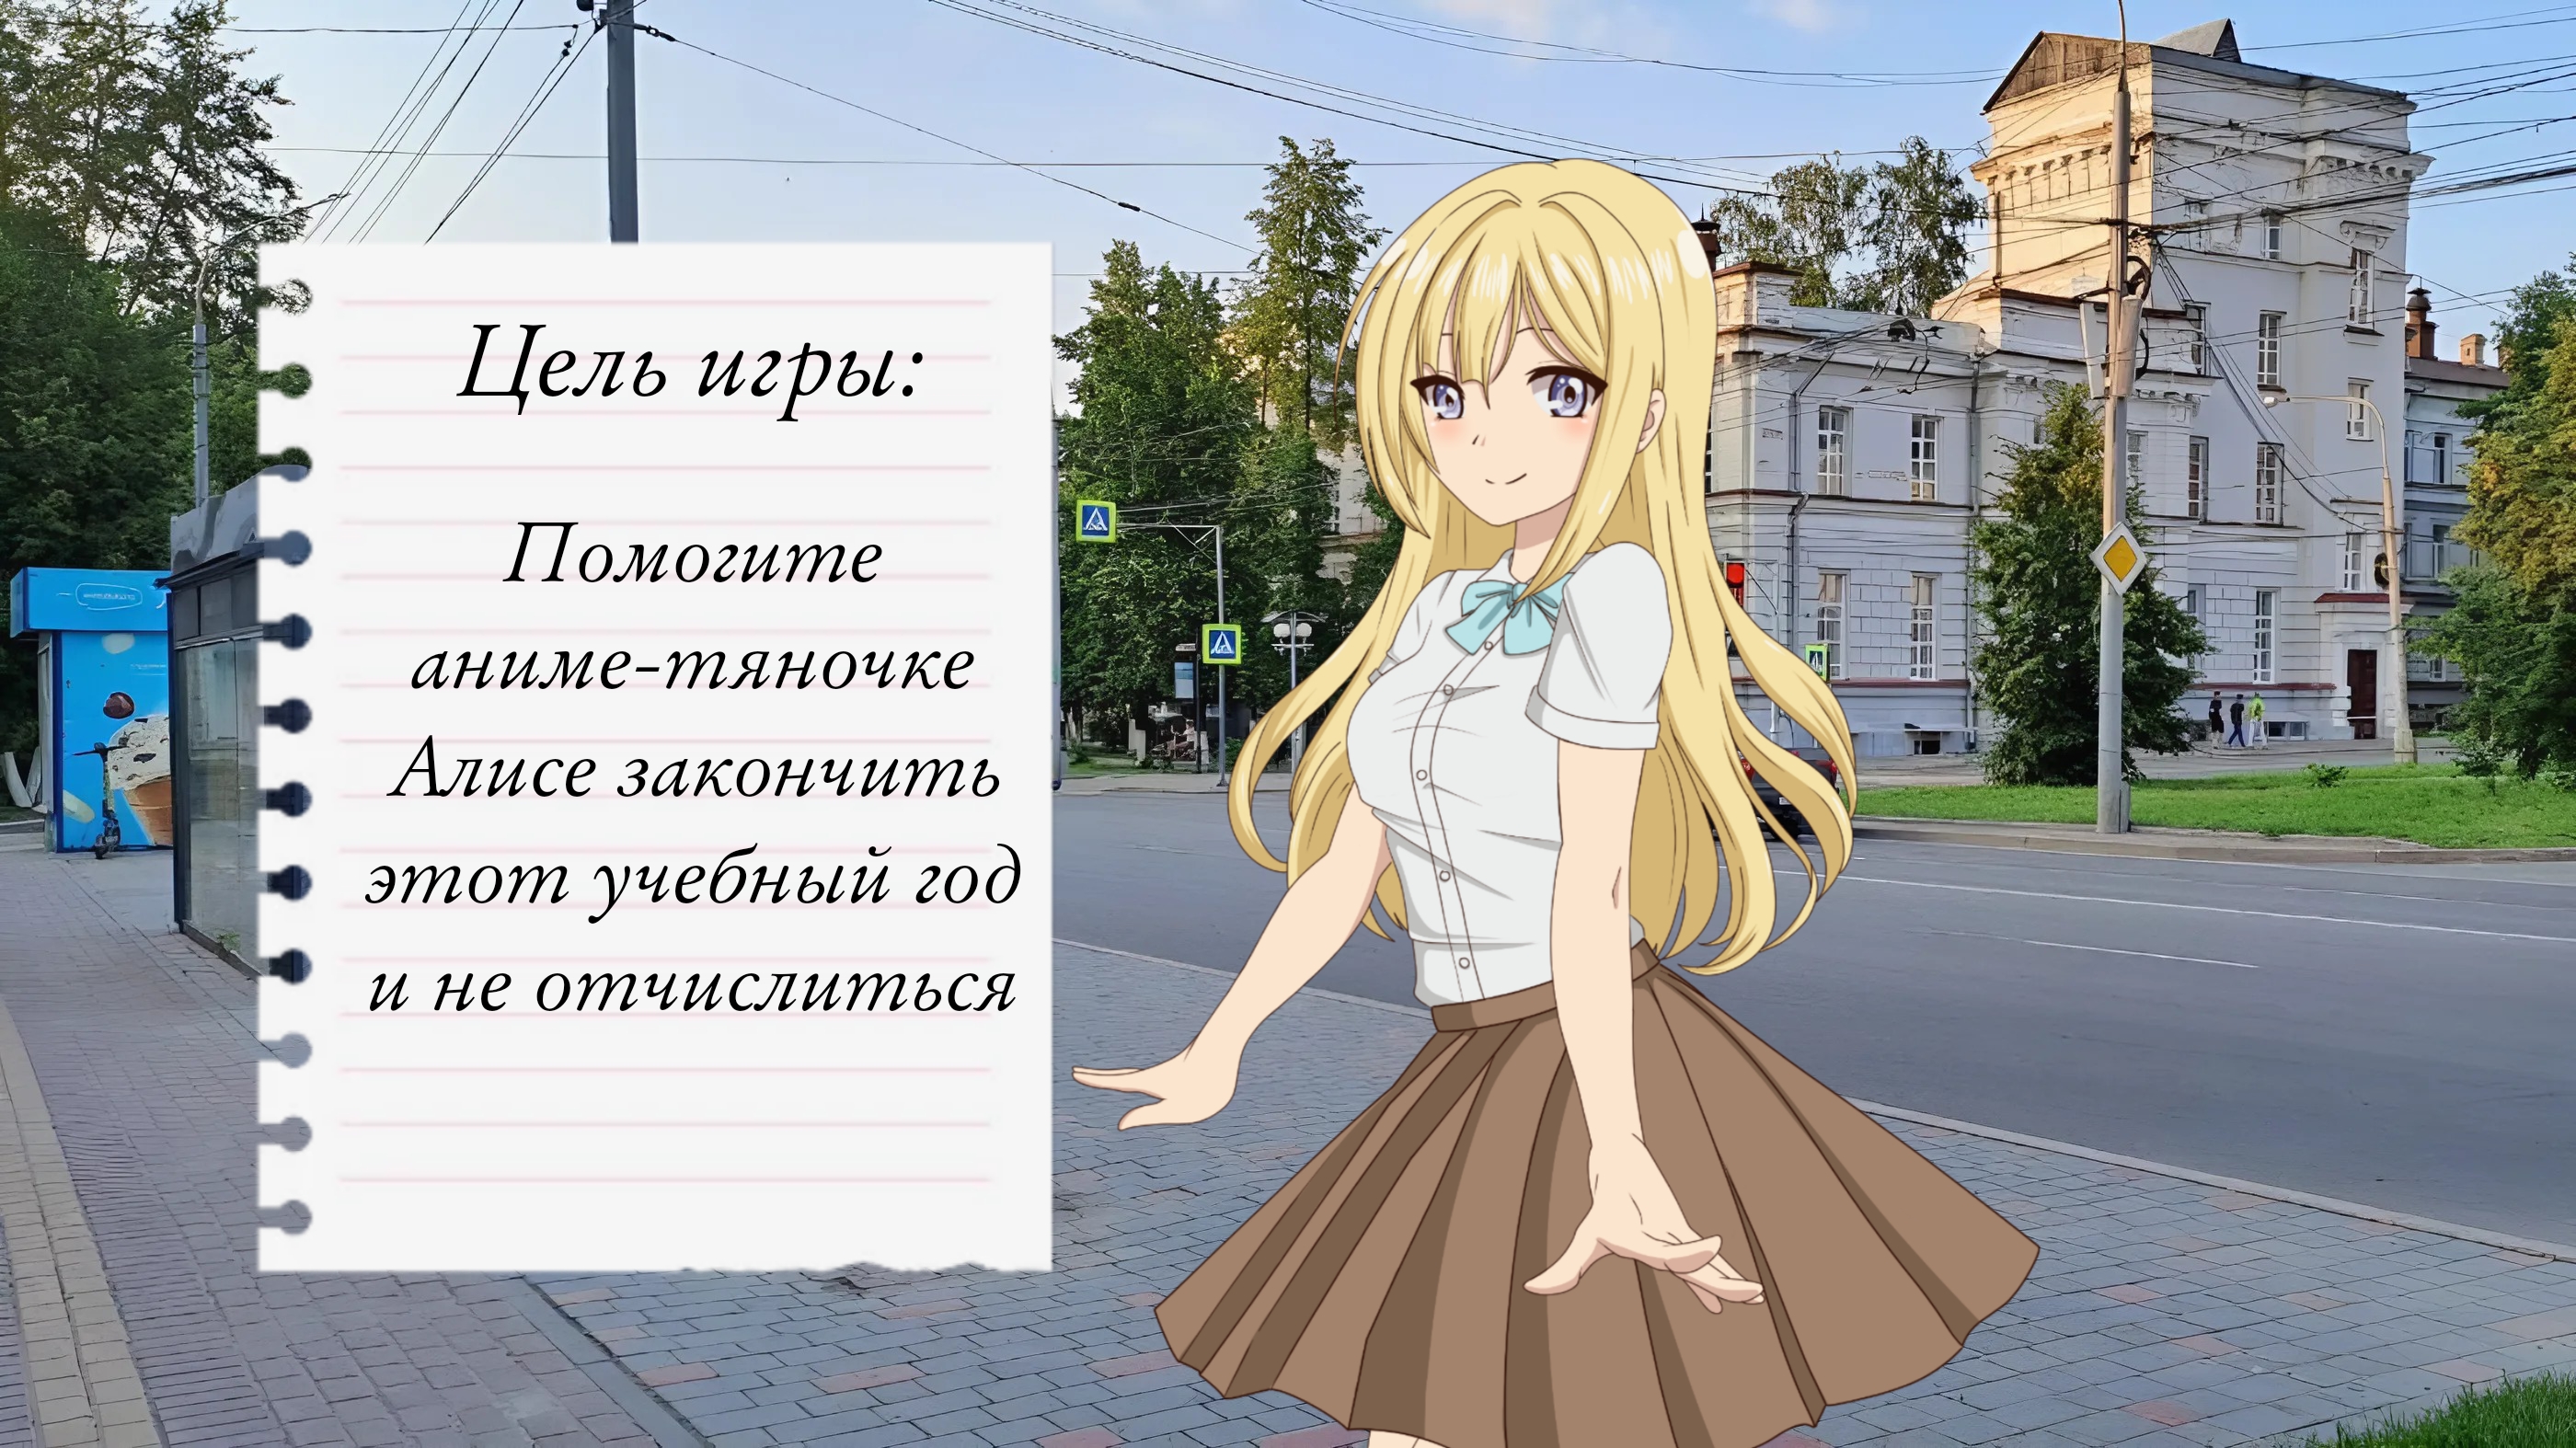 Цель игры:
Помогите
аниме-тяночке
Алисе закончить
этот учебный год
и не отчислиться